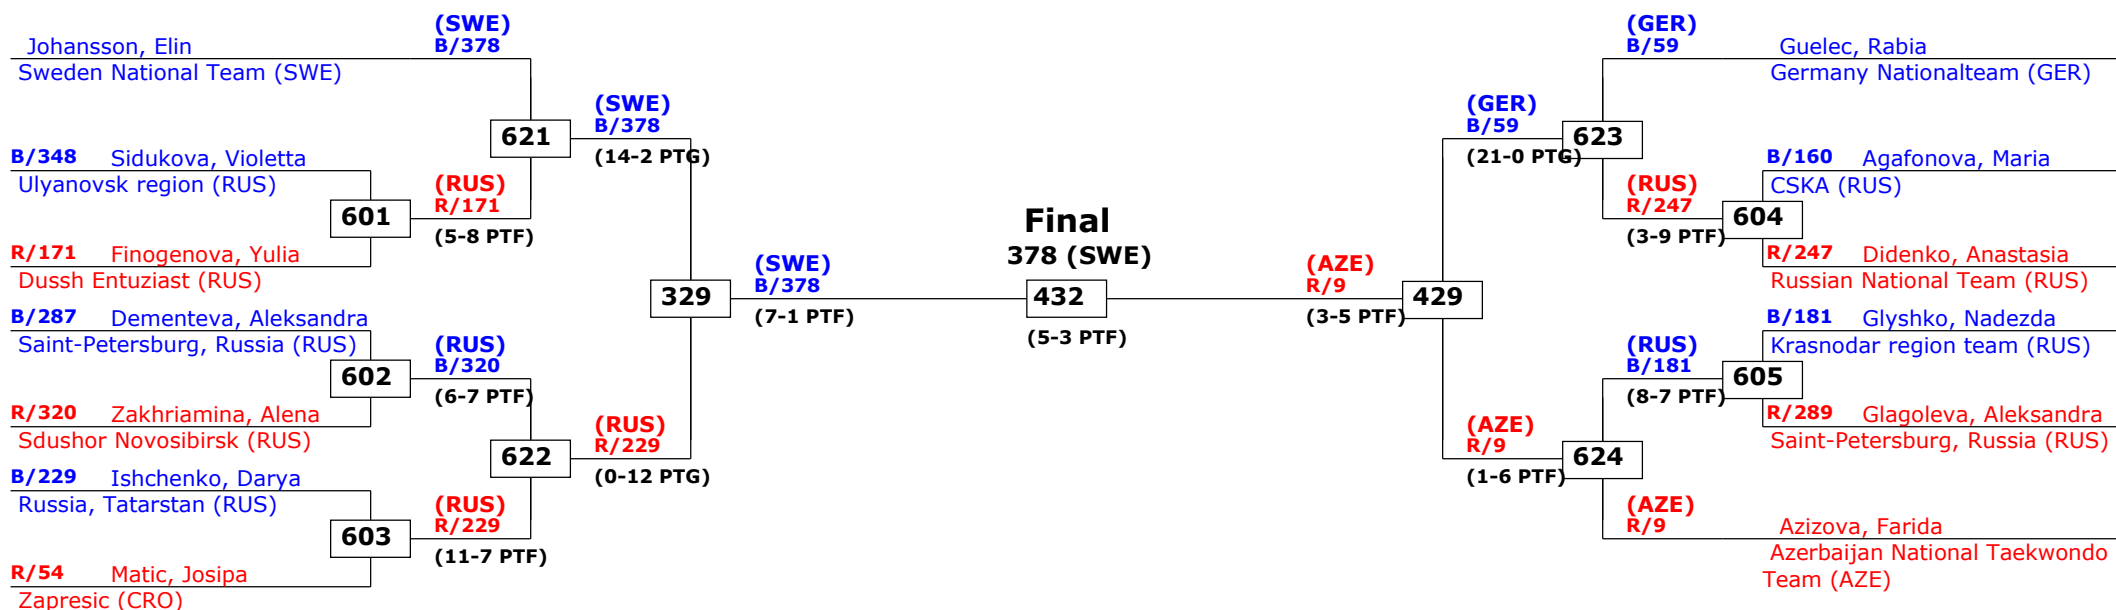 (SWE)
B/378
Johansson, Elin
Sweden National Team (SWE)
(SWE)
B/378
621
(14-2 PTG)
B/348 Sidukova, Violetta
Ulyanovsk region (RUS)
(RUS)
R/171
601
(5-8 PTF)
R/171 Finogenova, Yulia
Dussh Entuziast (RUS)
(SWE)
B/378
329
(7-1 PTF)
B/287 Dementeva, Aleksandra
Saint-Petersburg, Russia (RUS)
(RUS)
B/320
602
(6-7 PTF)
R/320 Zakhriamina, Alena
Sdushor Novosibirsk (RUS)
(RUS)
R/229
622
(0-12 PTG)
B/229 Ishchenko, Darya
Russia, Tatarstan (RUS)
(RUS)
R/229
603
(11-7 PTF)
R/54 Matic, Josipa
Zapresic (CRO)
Final
378 (SWE)
432
(5-3 PTF)
(GER)
B/59
Guelec, Rabia
Germany Nationalteam (GER)
(GER)
B/59
623
(21-0 PTG)
B/160 Agafonova, Maria
CSKA (RUS)
(RUS)
R/247
604
(3-9 PTF)
R/247 Didenko, Anastasia
Russian National Team (RUS)
(AZE)
R/9
429
(3-5 PTF)
B/181 Glyshko, Nadezda
Krasnodar region team (RUS)
(RUS)
B/181
605
(8-7 PTF)
R/289 Glagoleva, Aleksandra
Saint-Petersburg, Russia (RUS)
(AZE)
R/9
624
(1-6 PTF)
(AZE)
R/9
Azizova, Farida
Azerbaijan National Taekwondo
Team (AZE)